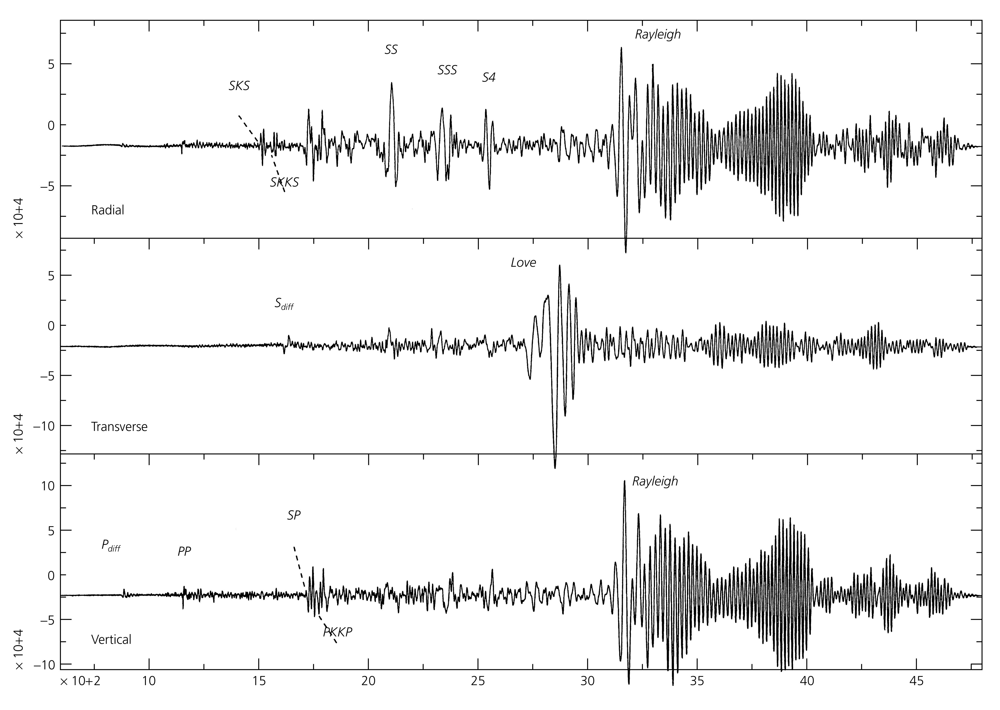 Rayleigh
SS
SSS
S4
SKS
5
0
−5
SKKS
Radial
× 10+4
Love
5
S_diff
0
−5
−10
Transverse
× 10+4
Rayleigh
10
SP
5
P_diff
PP
0
−5
PKKP
Vertical
× 10+4
−10
× 10+2 10 15 20 25 30 35 40 45